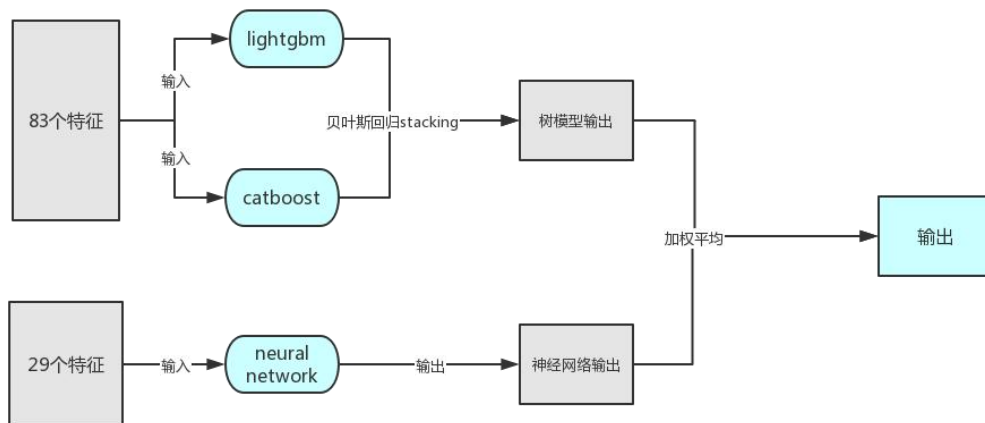 83个特征
输入
输入
lightgbm
catboost
贝叶斯回归stacking
树模型输出
29个特征
输入
neural
network
输出
神经网络输出
加权平均
输出